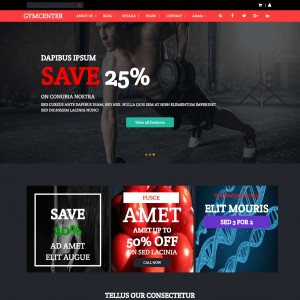 GYMCENTER
ABOUT US
BLOG
DETAILS
PAGES
CONTACT
Admin
DAPIBUS IPSUM
SAVE 25%
ON CONUBIA NOSTRA
SED CURSUS ANTE DAPIBUS DIAM. SED NISI. NULLA QUIS SEM AT NIBH ELEMENTUM IMPERDIET
SED DIGNISSIM LACINIA NUNC!
View all features
SAVE
50%
AD AMET
ELIT AUGUE
FUSCE
AMET
AMET UP TO
50% OFF
ON SED LACINIA
CALL NOW
ELIT MOURIS
SED 3 FOR 2
TELLUS OUR CONSECTETUR